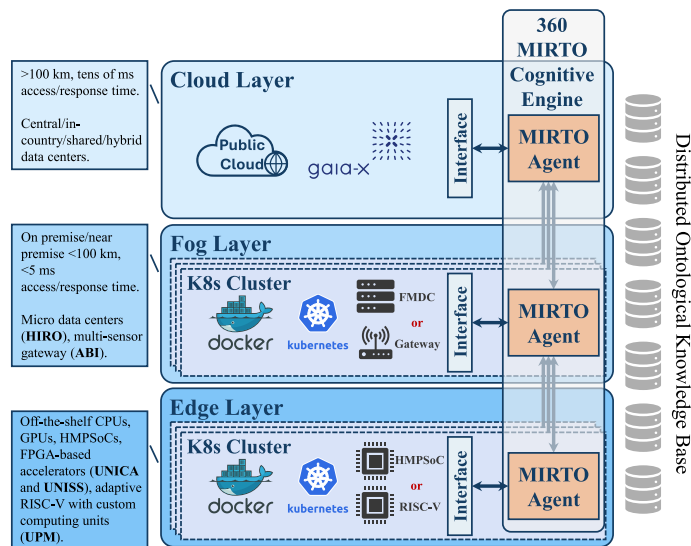 360
MIRTO
Cognitive
Engine
>100 km, tens of ms
access/response time.
Central/in-
country/shared/hybrid
data centers.
Cloud Layer
Public
Cloud
gaia-x
Interface
MIRTO
Agent
On premise/near
premise <100 km,
<5 ms
access/response time.
Micro data centers
(HIRO), multi-sensor
gateway (ABI).
Fog Layer
K8s Cluster
docker
kubernetes
FMDC
or
Gateway
Interface
MIRTO
Agent
Off-the-shelf CPUs,
GPUs, HMPSoCs,
FPGA-based
accelerators (UNICA
and UNISS), adaptive
RISC-V with custom
computing units
(UPM).
Edge Layer
K8s Cluster
docker
kubernetes
HMPSoC
or
RISC-V
Interface
MIRTO
Agent
Distributed Ontological Knowledge Base